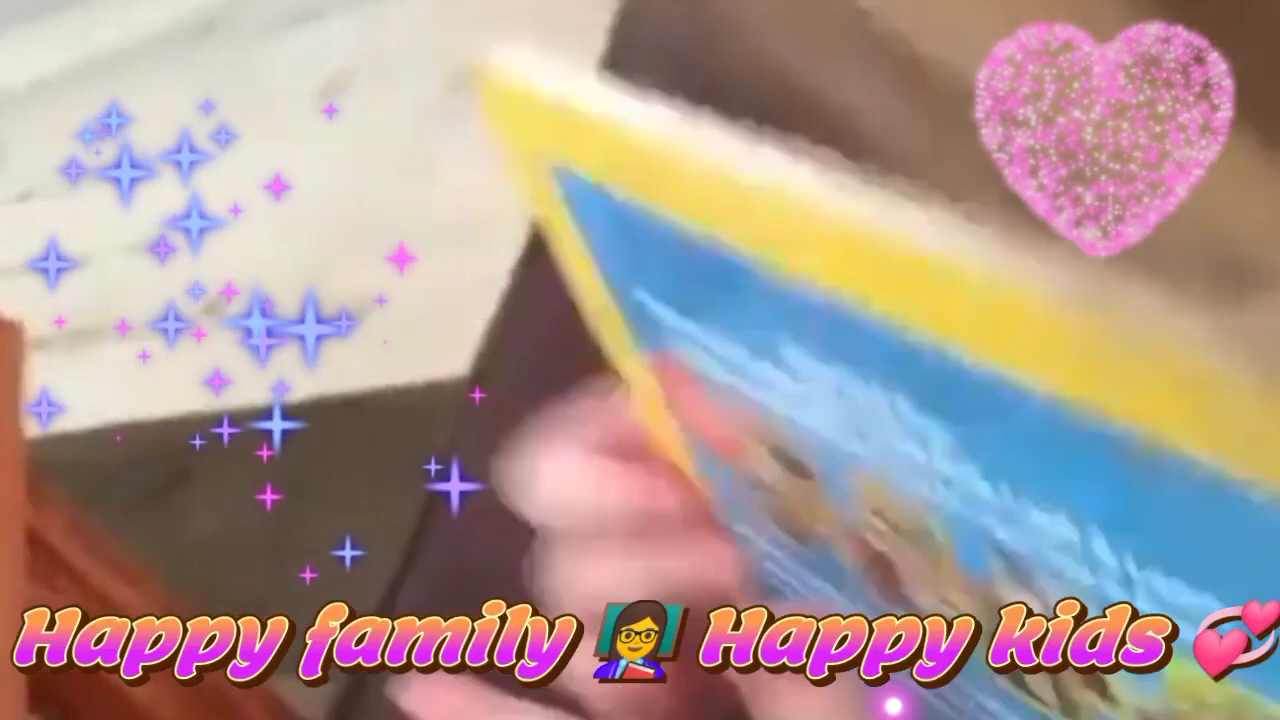 Happy family 👩‍🏫 Happy kids 💞